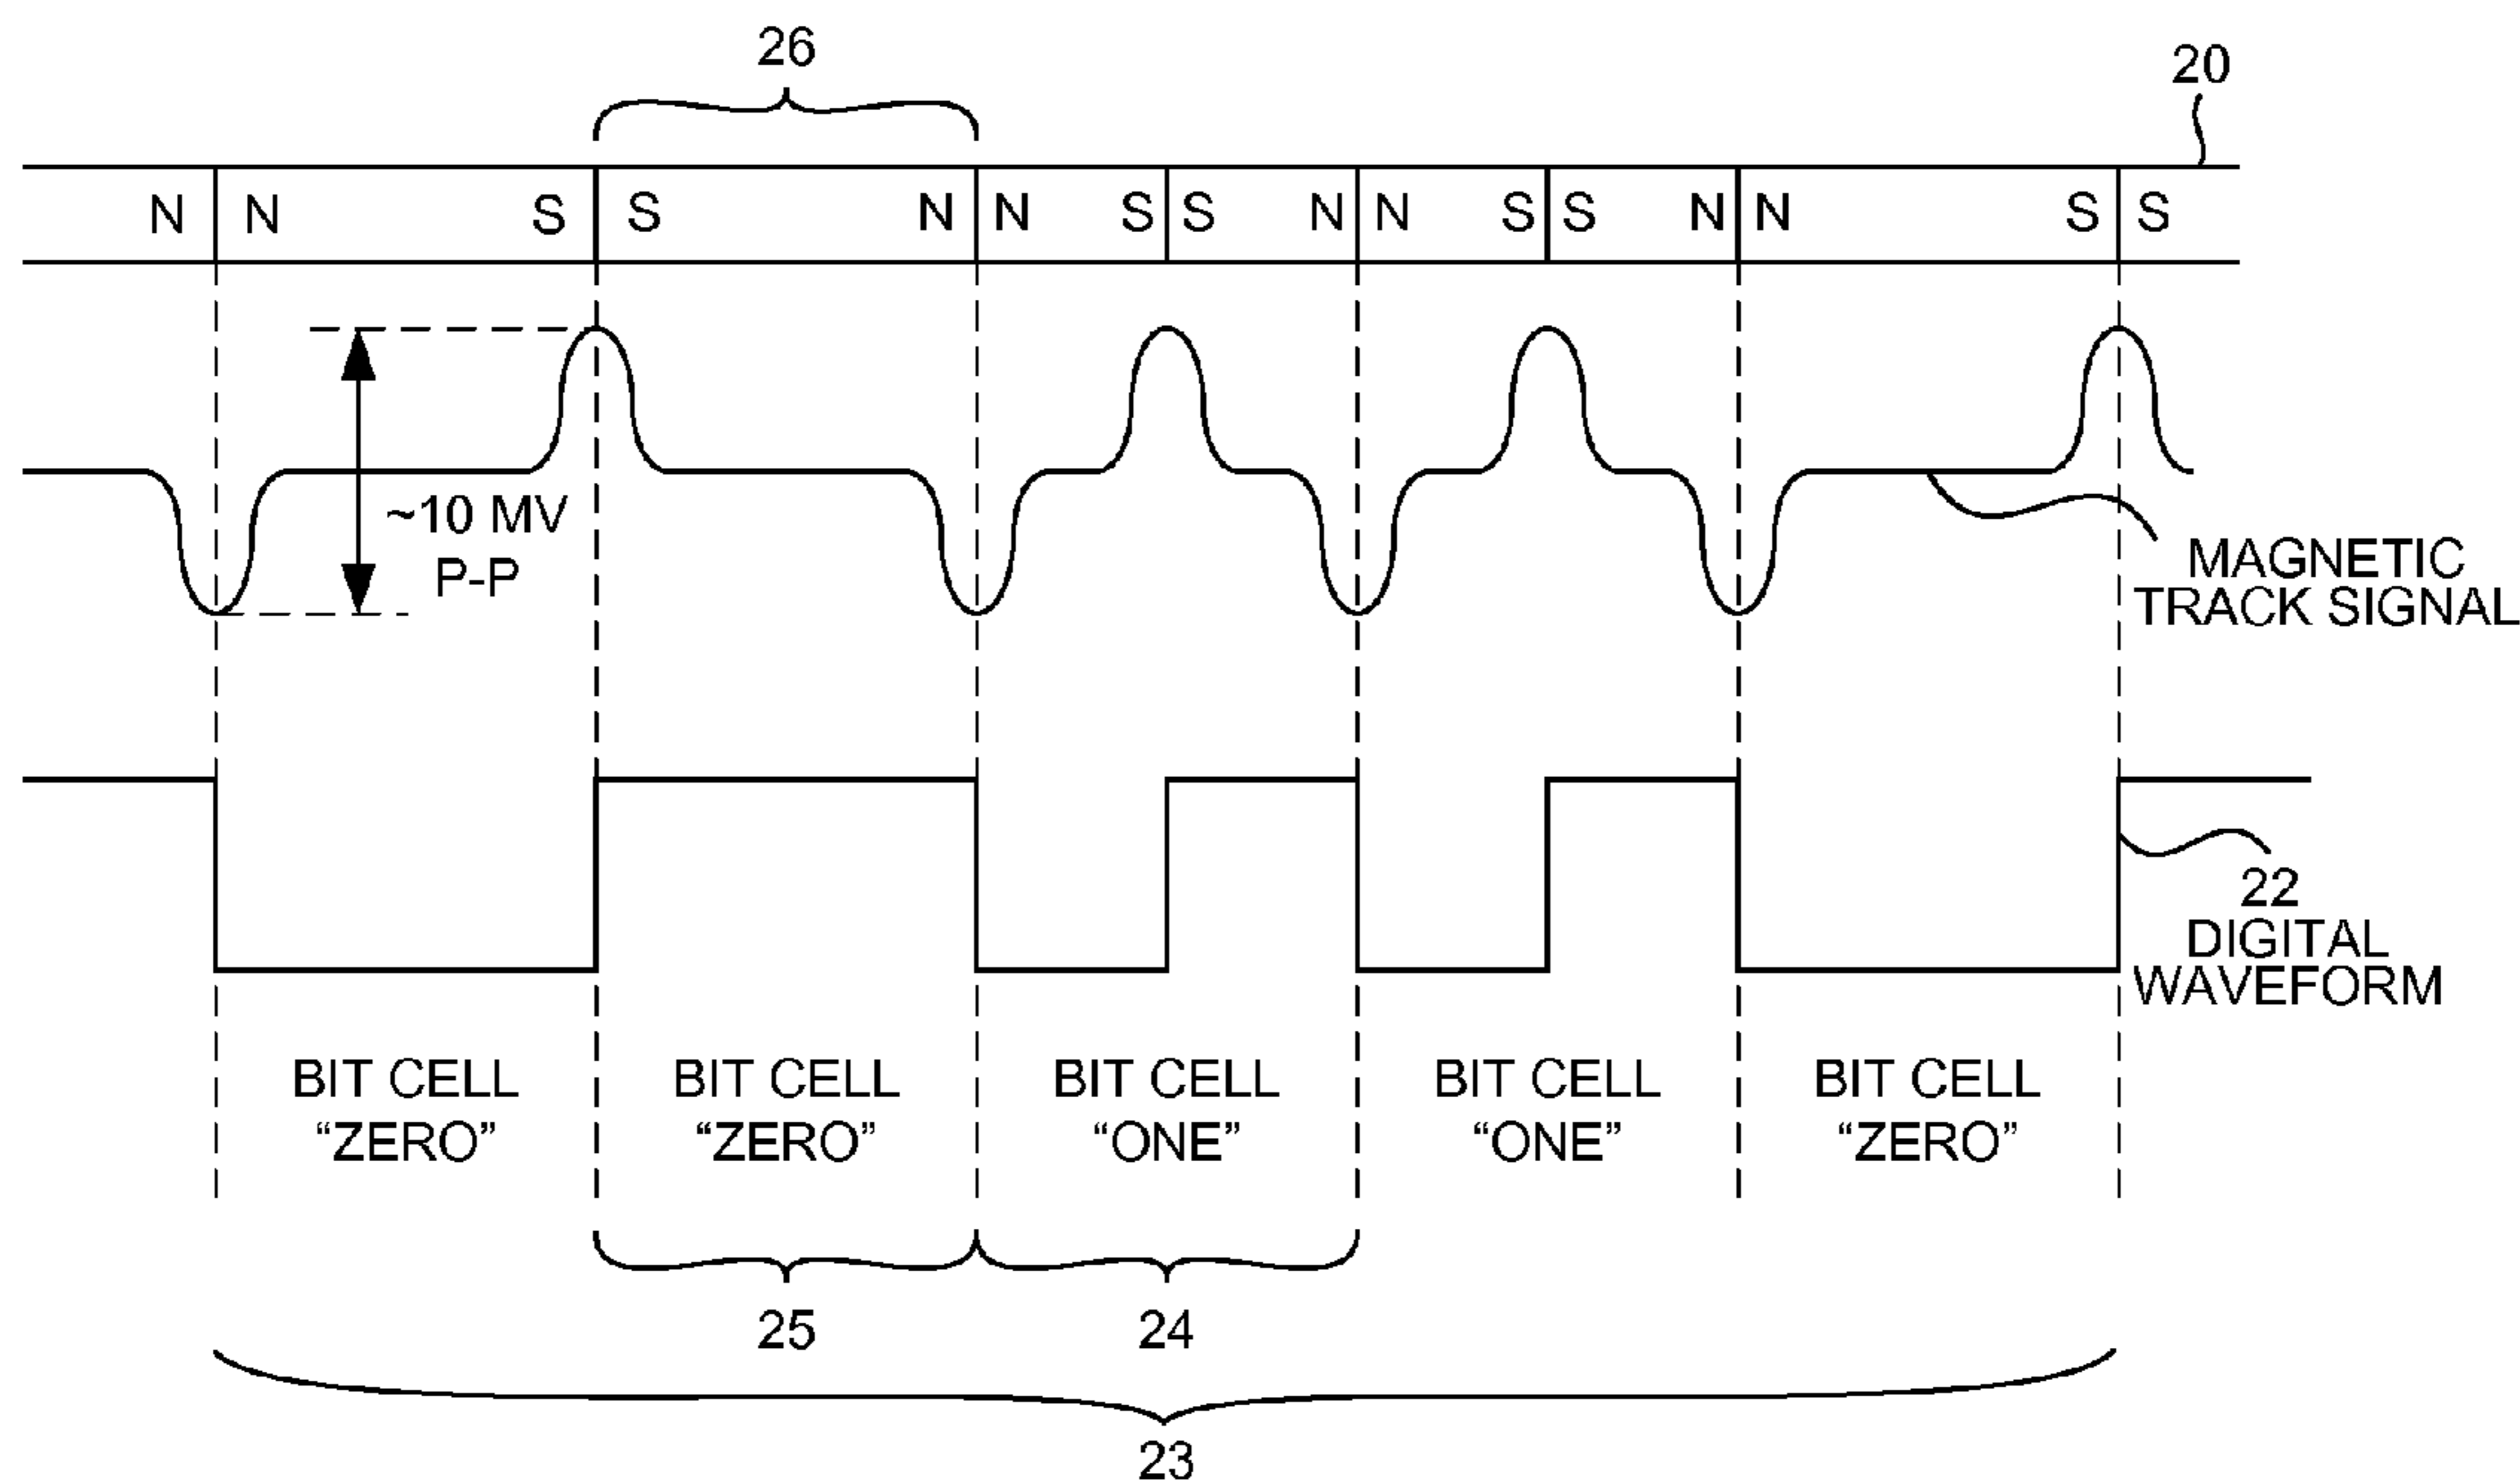 26
20
N N S S N N S S N N S S N N S S
~10 MV
P-P
MAGNETIC
TRACK SIGNAL
22
DIGITAL
WAVEFORM
BIT CELL BIT CELL BIT CELL BIT CELL BIT CELL
“ZERO” “ZERO” “ONE” “ONE” “ZERO”
25 24
23